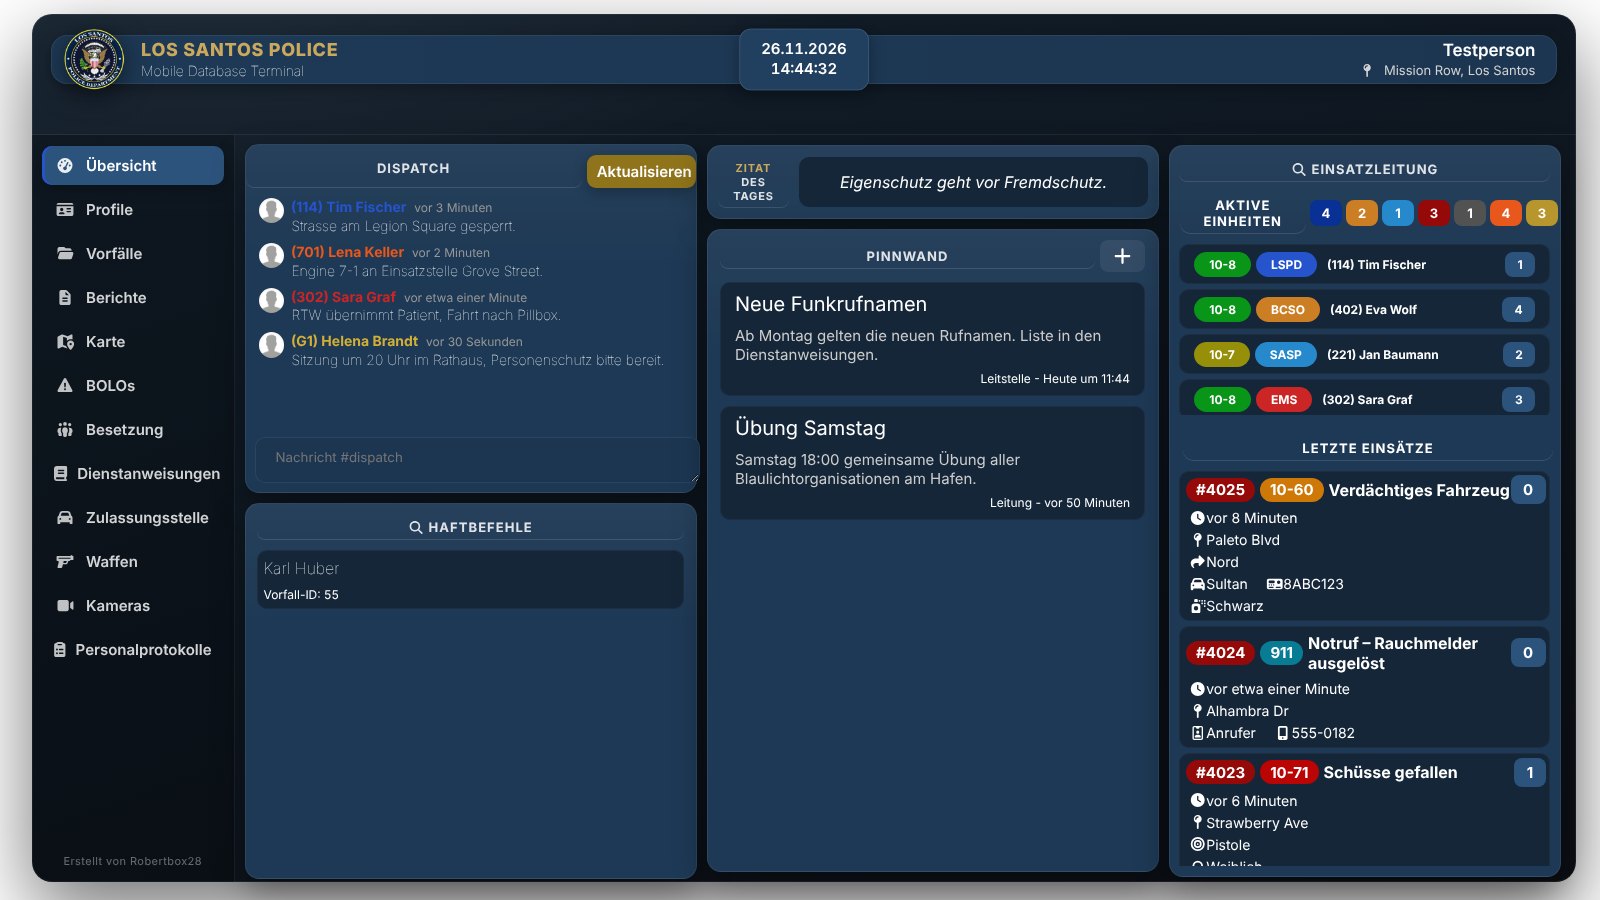 LOS SANTOS POLICE
Mobile Database Terminal
26.11.2026
14:44:32
Testperson
Mission Row, Los Santos
Übersicht
Profile
Vorfälle
Berichte
Karte
BOLOs
Besetzung
Dienstanweisungen
Zulassungsstelle
Waffen
Kameras
Personalprotokolle
Erstellt von Robertbox28
DISPATCH
Aktualisieren
(114) Tim Fischer vor 3 Minuten
Strasse am Legion Square gesperrt.
(701) Lena Keller vor 2 Minuten
Engine 7-1 an Einsatzstelle Grove Street.
(302) Sara Graf vor etwa einer Minute
RTW übernimmt Patient, Fahrt nach Pillbox.
(G1) Helena Brandt vor 30 Sekunden
Sitzung um 20 Uhr im Rathaus, Personenschutz bitte bereit.
Nachricht #dispatch
HAFTBEFEHLE
Karl Huber
Vorfall-ID: 55
ZITAT
DES
TAGES
Eigenschutz geht vor Fremdschutz.
PINNWAND
Neue Funkrufnamen
Ab Montag gelten die neuen Rufnamen. Liste in den
Dienstanweisungen.
Leitstelle - Heute um 11:44
Übung Samstag
Samstag 18:00 gemeinsame Übung aller
Blaulichtorganisationen am Hafen.
Leitung - vor 50 Minuten
EINSATZLEITUNG
AKTIVE
EINHEITEN
4 2 1 3 1 4 3
10-8 LSPD (114) Tim Fischer 1
10-8 BCSO (402) Eva Wolf 4
10-7 SASP (221) Jan Baumann 2
10-8 EMS (302) Sara Graf 3
LETZTE EINSÄTZE
#4025 10-60 Verdächtiges Fahrzeug 0
vor 8 Minuten
Paleto Blvd
Nord
Sultan 8ABC123
Schwarz
#4024 911 Notruf – Rauchmelder
ausgelöst 0
vor etwa einer Minute
Alhambra Dr
Anrufer 555-0182
#4023 10-71 Schüsse gefallen 1
vor 6 Minuten
Strawberry Ave
Pistole
Weiblich